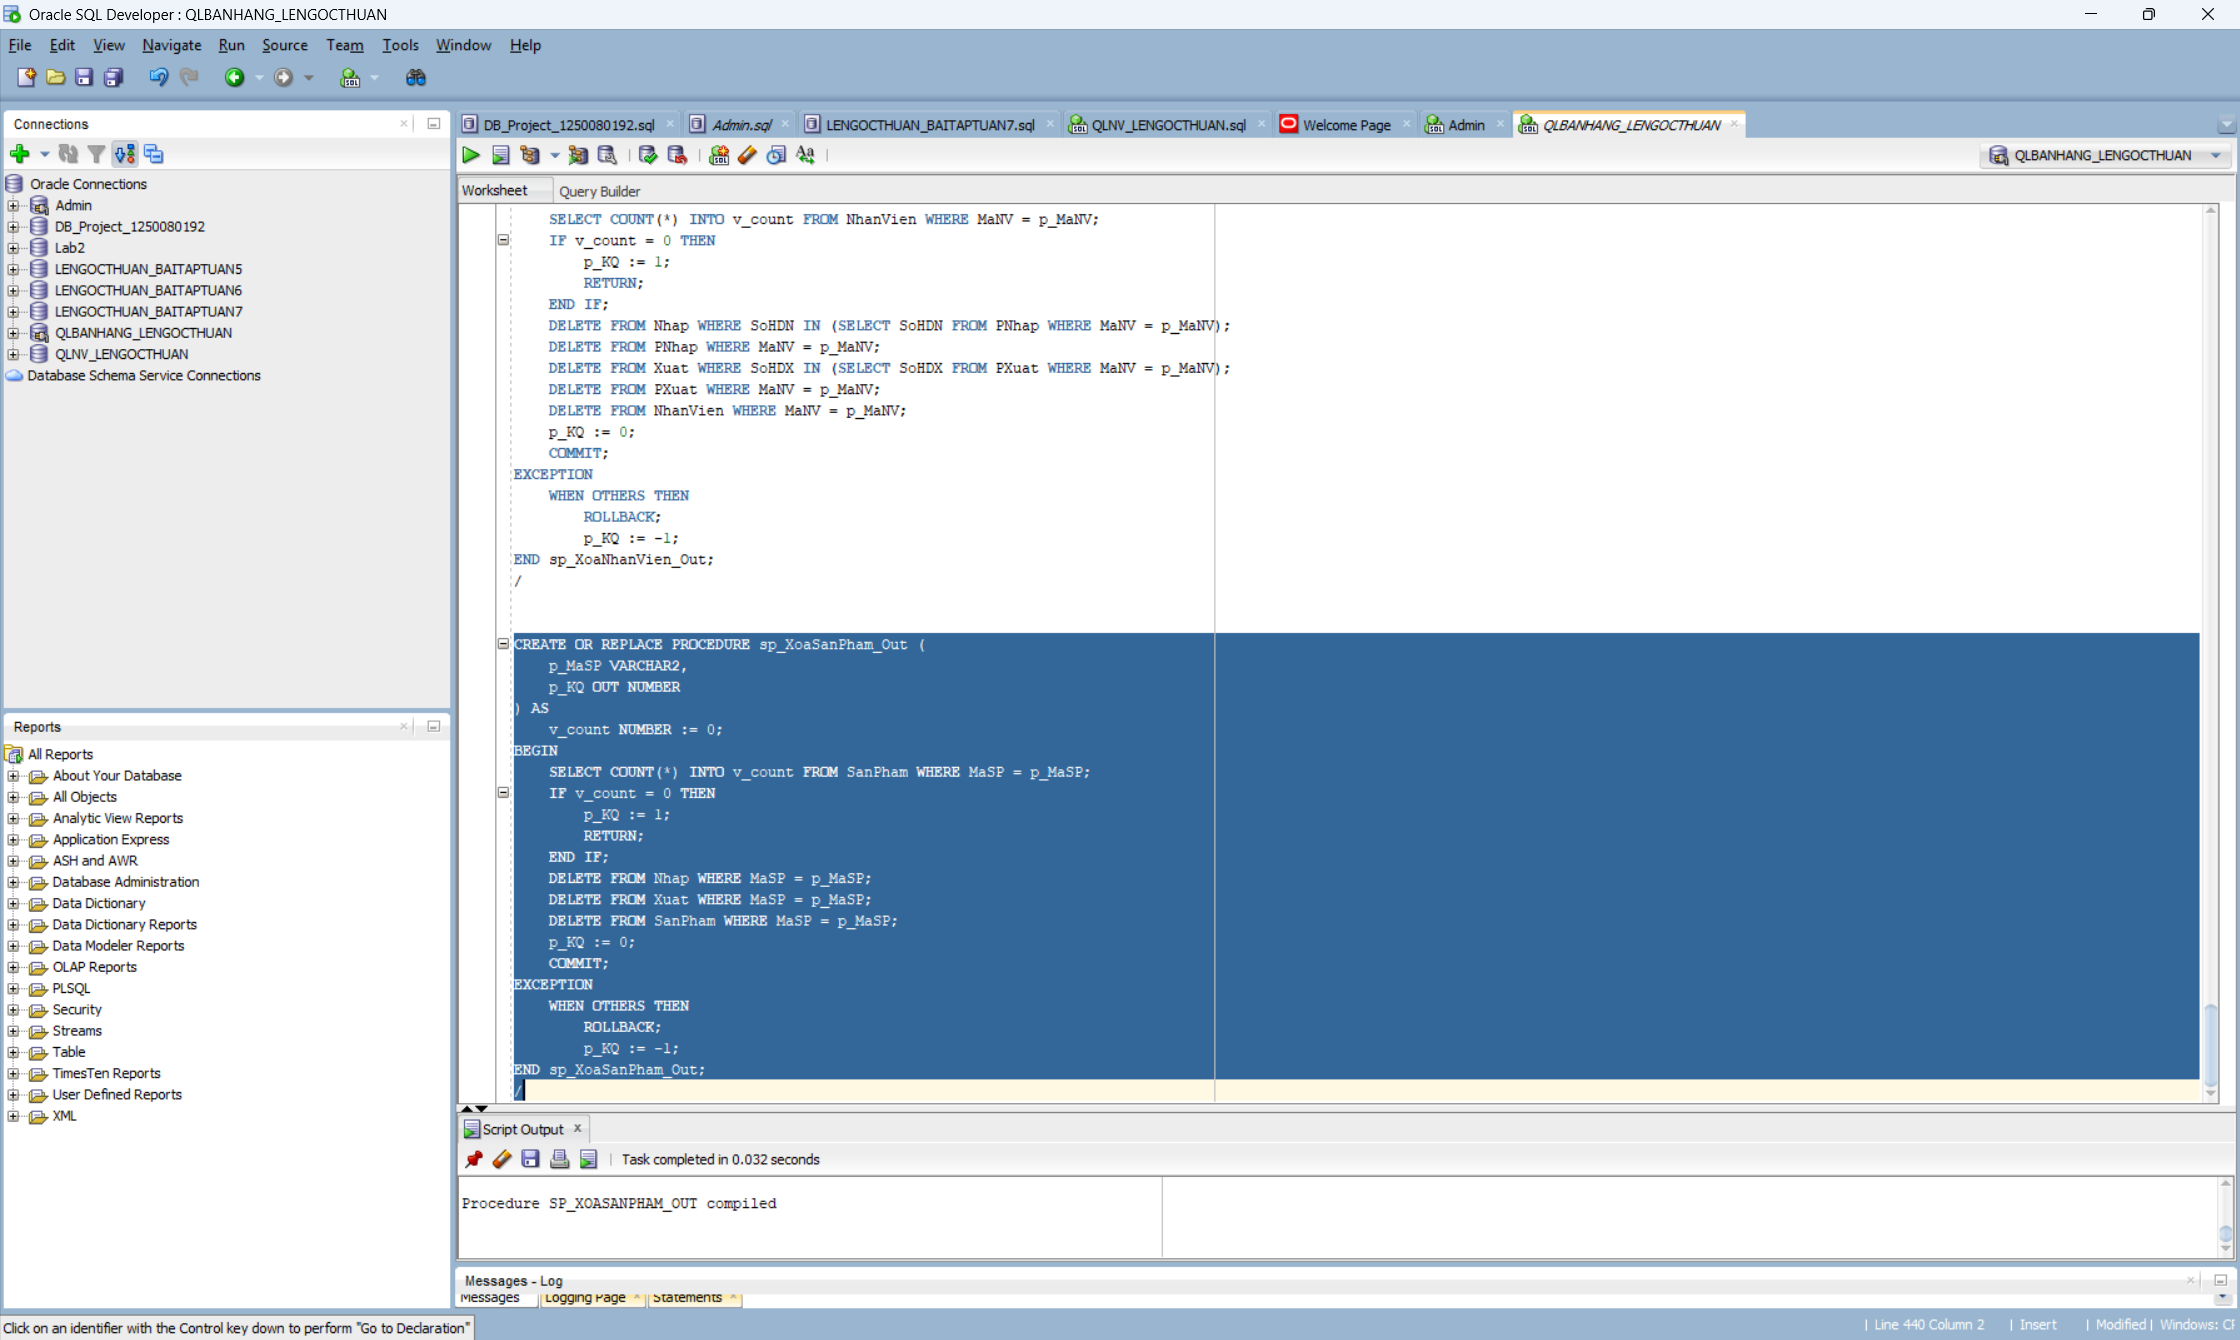 Oracle SQL Developer : QLBANHANG_LENGOCTHUAN
File Edit View Navigate Run Source Team Tools Window Help
Connections
Oracle Connections
Admin
DB_Project_1250080192
Lab2
LENGOCTHUAN_BAITAPTUAN5
LENGOCTHUAN_BAITAPTUAN6
LENGOCTHUAN_BAITAPTUAN7
QLBANHANG_LENGOCTHUAN
QLNV_LENGOCTHUAN
Database Schema Service Connections
Reports
All Reports
About Your Database
All Objects
Analytic View Reports
Application Express
ASH and AWR
Database Administration
Data Dictionary
Data Dictionary Reports
Data Modeler Reports
OLAP Reports
PLSQL
Security
Streams
Table
TimesTen Reports
User Defined Reports
XML
DB_Project_1250080192.sql Admin.sql LENGOCTHUAN_BAITAPTUAN7.sql QLNV_LENGOCTHUAN.sql Welcome Page Admin QLBANHANG_LENGOCTHUAN
QLBANHANG_LENGOCTHUAN
Worksheet Query Builder
SELECT COUNT(*) INTO v_count FROM NhanVien WHERE MaNV = p_MaNV;
IF v_count = 0 THEN
p_KQ := 1;
RETURN;
END IF;
DELETE FROM Nhap WHERE SoHDN IN (SELECT SoHDN FROM PNhap WHERE MaNV = p_MaNV);
DELETE FROM PNhap WHERE MaNV = p_MaNV;
DELETE FROM Xuat WHERE SoHDX IN (SELECT SoHDX FROM PXuat WHERE MaNV = p_MaNV);
DELETE FROM PXuat WHERE MaNV = p_MaNV;
DELETE FROM NhanVien WHERE MaNV = p_MaNV;
p_KQ := 0;
COMMIT;
EXCEPTION
WHEN OTHERS THEN
ROLLBACK;
p_KQ := -1;
END sp_XoaNhanVien_Out;
/
CREATE OR REPLACE PROCEDURE sp_XoaSanPham_Out (
p_MaSP VARCHAR2,
p_KQ OUT NUMBER
) AS
v_count NUMBER := 0;
BEGIN
SELECT COUNT(*) INTO v_count FROM SanPham WHERE MaSP = p_MaSP;
IF v_count = 0 THEN
p_KQ := 1;
RETURN;
END IF;
DELETE FROM Nhap WHERE MaSP = p_MaSP;
DELETE FROM Xuat WHERE MaSP = p_MaSP;
DELETE FROM SanPham WHERE MaSP = p_MaSP;
p_KQ := 0;
COMMIT;
EXCEPTION
WHEN OTHERS THEN
ROLLBACK;
p_KQ := -1;
END sp_XoaSanPham_Out;
/
Script Output
Task completed in 0.032 seconds
Procedure SP_XOASANPHAM_OUT compiled
Messages - Log
Messages Logging Page Statements
Click on an identifier with the Control key down to perform "Go to Declaration"
Line 440 Column 2 Insert Modified Windows: